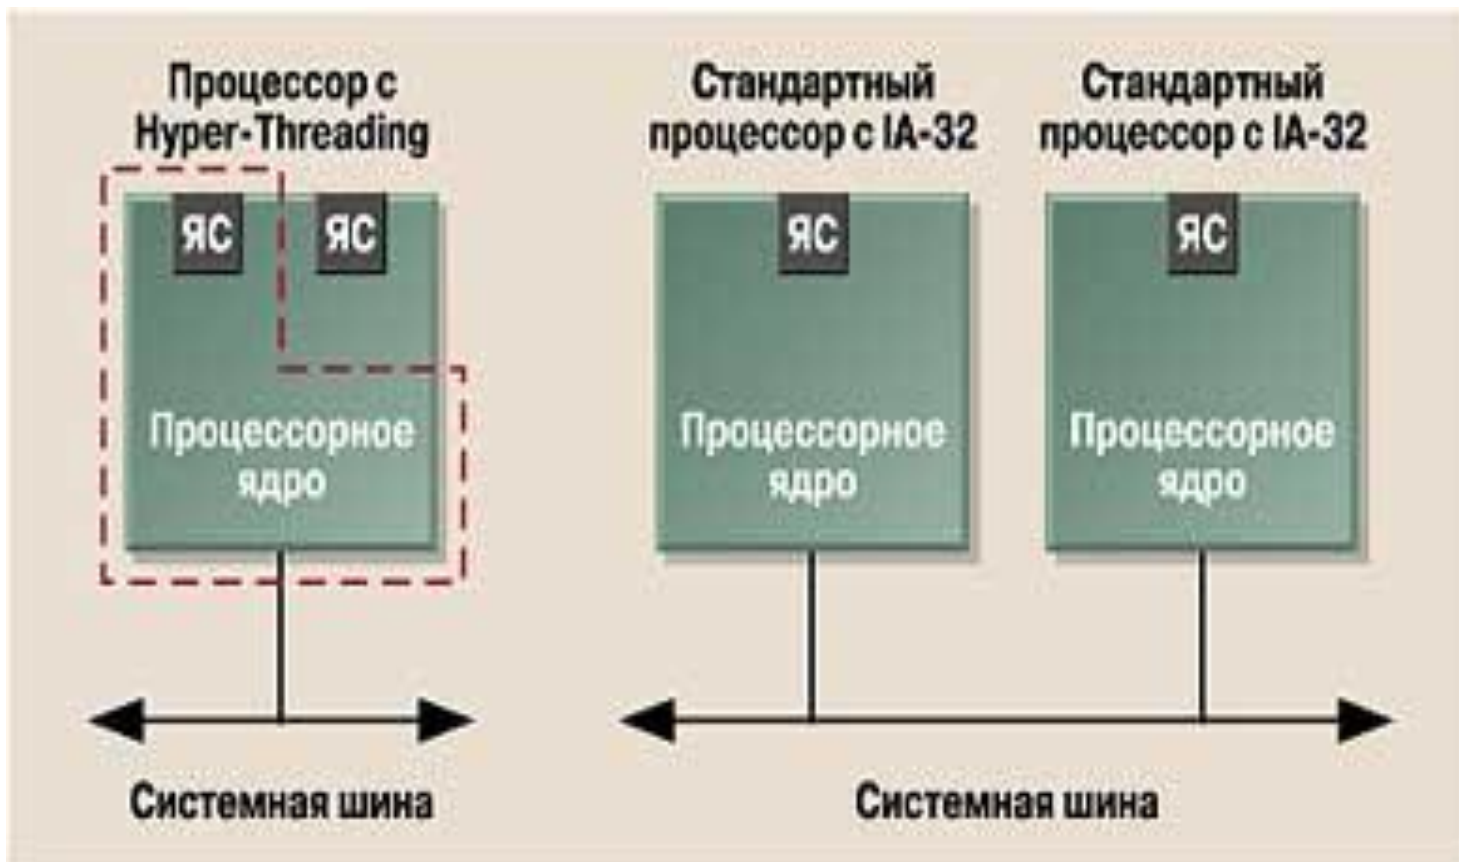 Процессор с
Hyper-Threading
ЯС
ЯС
Процессорное
ядро
Системная шина
Стандартный
процессор с IA-32
ЯС
Процессорное
ядро
Стандартный
процессор с IA-32
ЯС
Процессорное
ядро
Системная шина